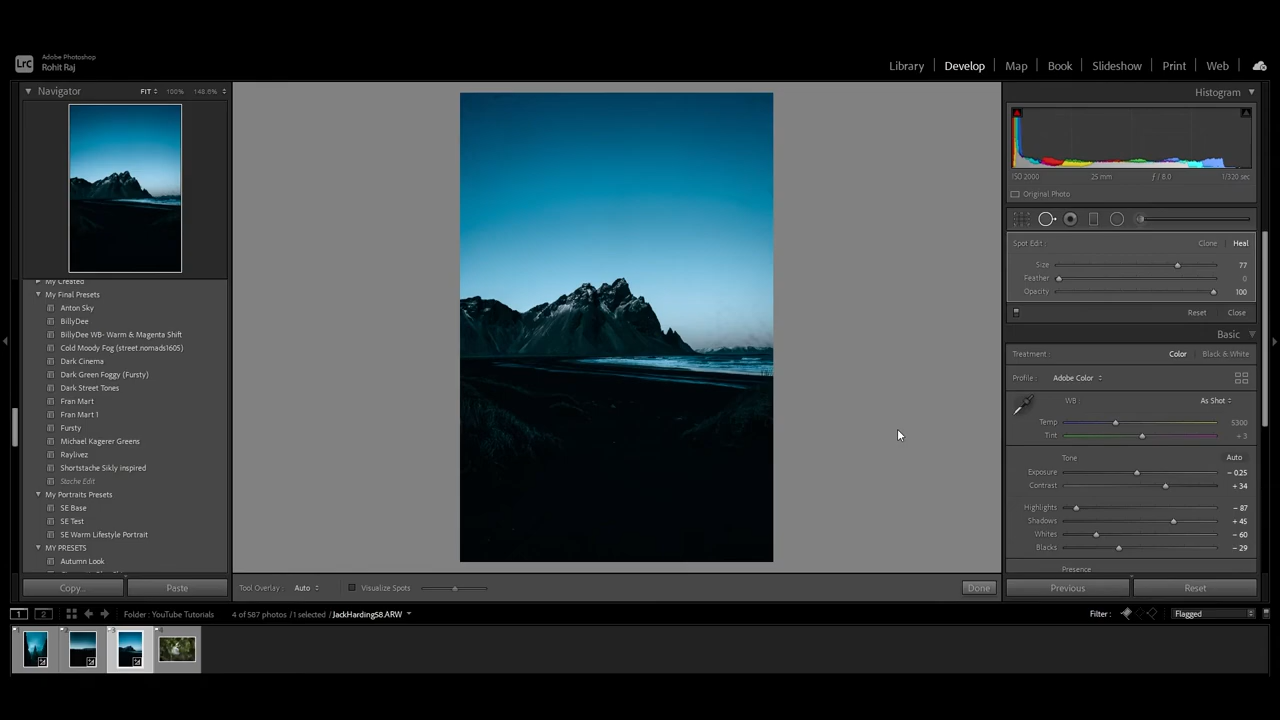 Lrc
Adobe Photoshop
Rohit Raj
Library
Develop
Map
Book
Slideshow
Print
Web
Navigator
FIT
100%
148.6%
My Created
My Final Presets
Anton Sky
BillyDee
BillyDee WB- Warm & Magenta Shift
Cold Moody Fog (street.nomads1605)
Dark Cinema
Dark Green Foggy (Fursty)
Dark Street Tones
Fran Mart
Fran Mart 1
Fursty
Michael Kagerer Greens
Raylivez
Shortstache Sikly inspired
Stache Edit
My Portraits Presets
SE Base
SE Test
SE Warm Lifestyle Portrait
MY PRESETS
Autumn Look
Copy...
Paste
Tool Overlay : Auto
Visualize Spots
Done
Histogram
ISO 2000 25 mm ƒ / 8.0 1/320 sec
Original Photo
Spot Edit : Clone Heal
Size 77
Feather 0
Opacity 100
Reset Close
Basic
Treatment : Color Black & White
Profile : Adobe Color
WB : As Shot
Temp 5300
Tint + 3
Tone Auto
Exposure – 0.25
Contrast + 34
Highlights – 87
Shadows + 45
Whites – 60
Blacks – 29
Presence
Previous
Reset
1 2 Folder : YouTube Tutorials 4 of 587 photos / 1 selected / JackHarding58.ARW
Filter : Flagged